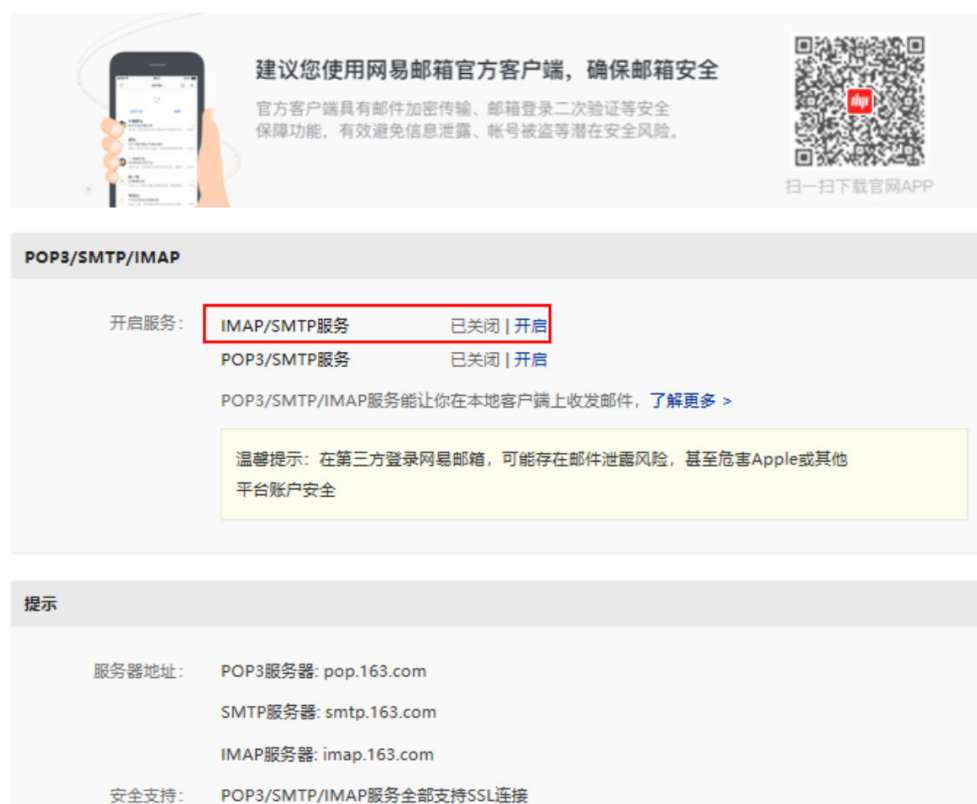 建议您使用网易邮箱官方客户端，确保邮箱安全
官方客户端具有邮件加密传输、邮箱登录二次验证等安全
保障功能，有效避免信息泄露、帐号被盗等潜在安全风险。
扫一扫下载官网APP
POP3/SMTP/IMAP
开启服务： IMAP/SMTP服务 已关闭 | 开启
POP3/SMTP服务 已关闭 | 开启
POP3/SMTP/IMAP服务能让你在本地客户端上收发邮件，了解更多 >
温馨提示：在第三方登录网易邮箱，可能存在邮件泄露风险，甚至危害Apple或其他
平台账户安全
提示
服务器地址： POP3服务器: pop.163.com
SMTP服务器: smtp.163.com
IMAP服务器: imap.163.com
安全支持： POP3/SMTP/IMAP服务全部支持SSL连接